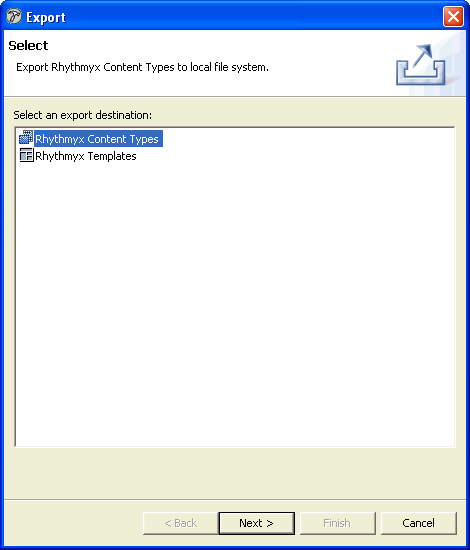 Export
Select
Export Rhythmyx Content Types to local file system.
Select an export destination:
Rhythmyx Content Types
Rhythmyx Templates
< Back Next > Finish Cancel